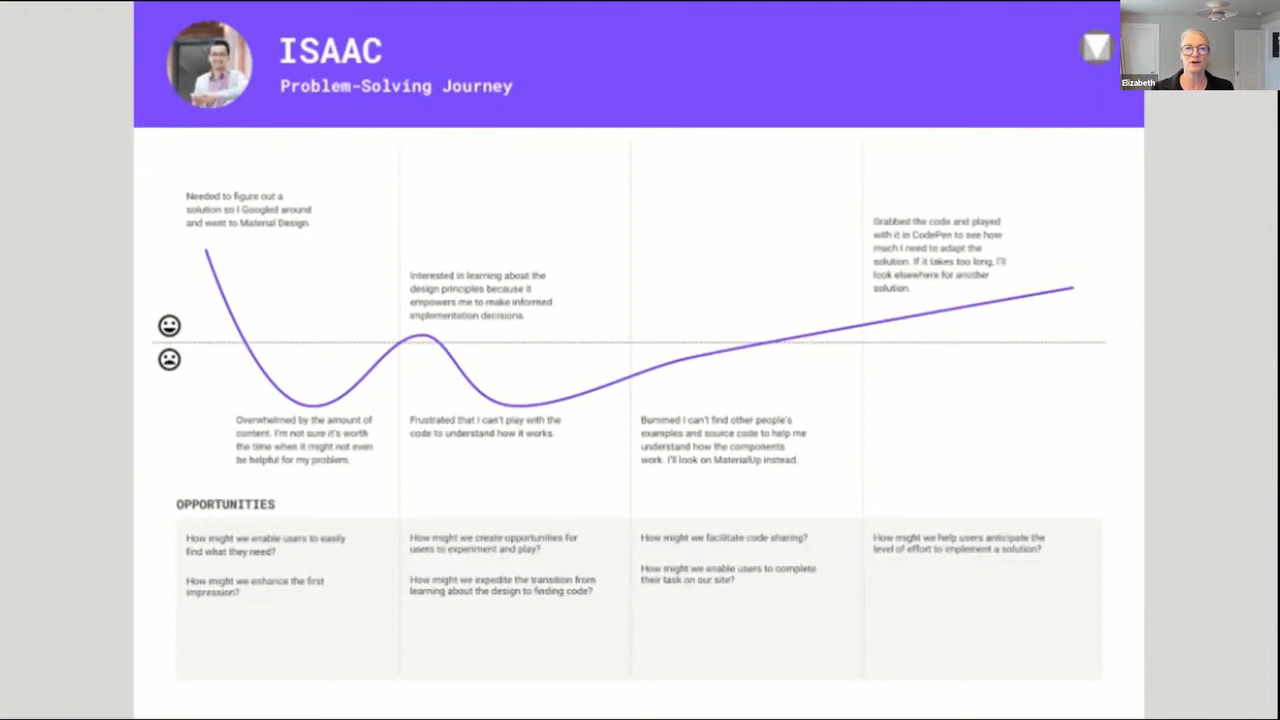 ISAAC
Problem-Solving Journey
Elizabeth
Needed to figure out a
solution so I Googled around
and went to Material Design.
Interested in learning about the
design principles because it
empowers me to make informed
implementation decisions.
Grabbed the code and played
with it in CodePen to see how
much I need to adapt the
solution. If it takes too long, I'll
look elsewhere for another
solution.
Overwhelmed by the amount of
content. I'm not sure it's worth
the time when it might not even
be helpful for my problem.
Frustrated that I can't play with the
code to understand how it works.
Bummed I can't find other people's
examples and source code to help me
understand how the components
work. I'll look on MaterialUp instead.
OPPORTUNITIES
How might we enable users to easily
find what they need?
How might we enhance the first
impression?
How might we create opportunities for
users to experiment and play?
How might we expedite the transition from
learning about the design to finding code?
How might we facilitate code sharing?
How might we enable users to complete
their task on our site?
How might we help users anticipate the
level of effort to implement a solution?